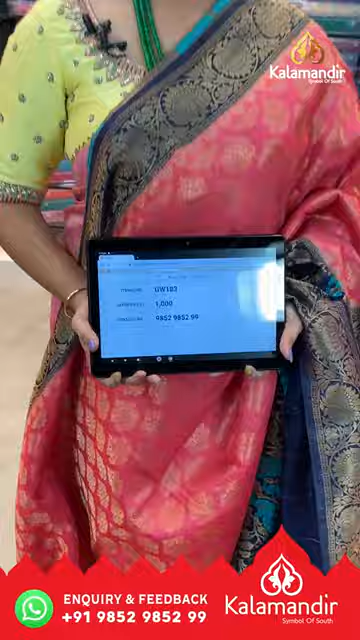 Kalamandir
Symbol Of South
GW183
1,000
9852 9852 99
ENQUIRY & FEEDBACK
+91 9852 9852 99
Kalamandir
Symbol Of South